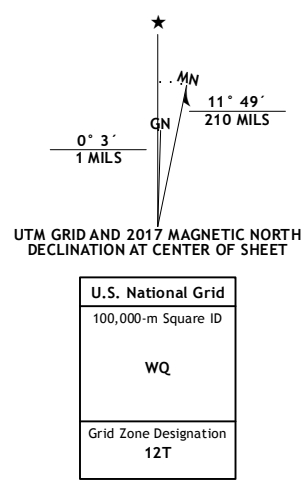 ★
MN
GN
11° 49´
210 MILS
0° 3´
1 MILS
UTM GRID AND 2017 MAGNETIC NORTH
DECLINATION AT CENTER OF SHEET
U.S. National Grid
100,000-m Square ID
WQ
Grid Zone Designation
12T